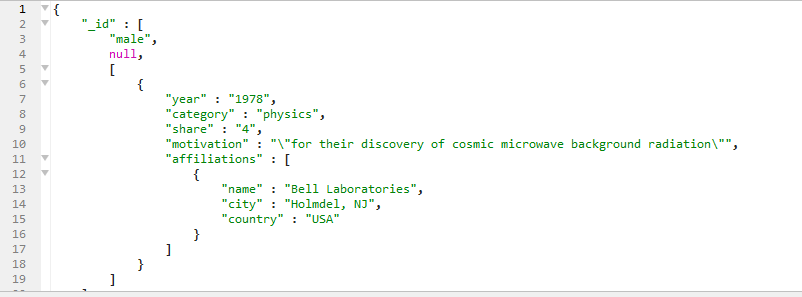 1 {
2 "_id" : [
3 "male",
4 null,
5 [
6 {
7 "year" : "1978",
8 "category" : "physics",
9 "share" : "4",
10 "motivation" : "\"for their discovery of cosmic microwave background radiation\"",
11 "affiliations" : [
12 {
13 "name" : "Bell Laboratories",
14 "city" : "Holmdel, NJ",
15 "country" : "USA"
16 }
17 ]
18 }
19 ]